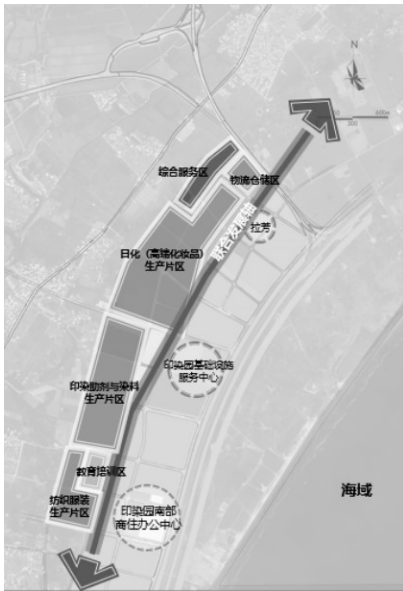 N
综合服务区
物流仓储区
联合发展轴
拉芳
日化（高端化妆品）
生产片区
印染园基础设施
服务中心
印染助剂与染料
生产片区
教育培训区
纺织服装
生产片区
印染园南部
商住办公中心
海域